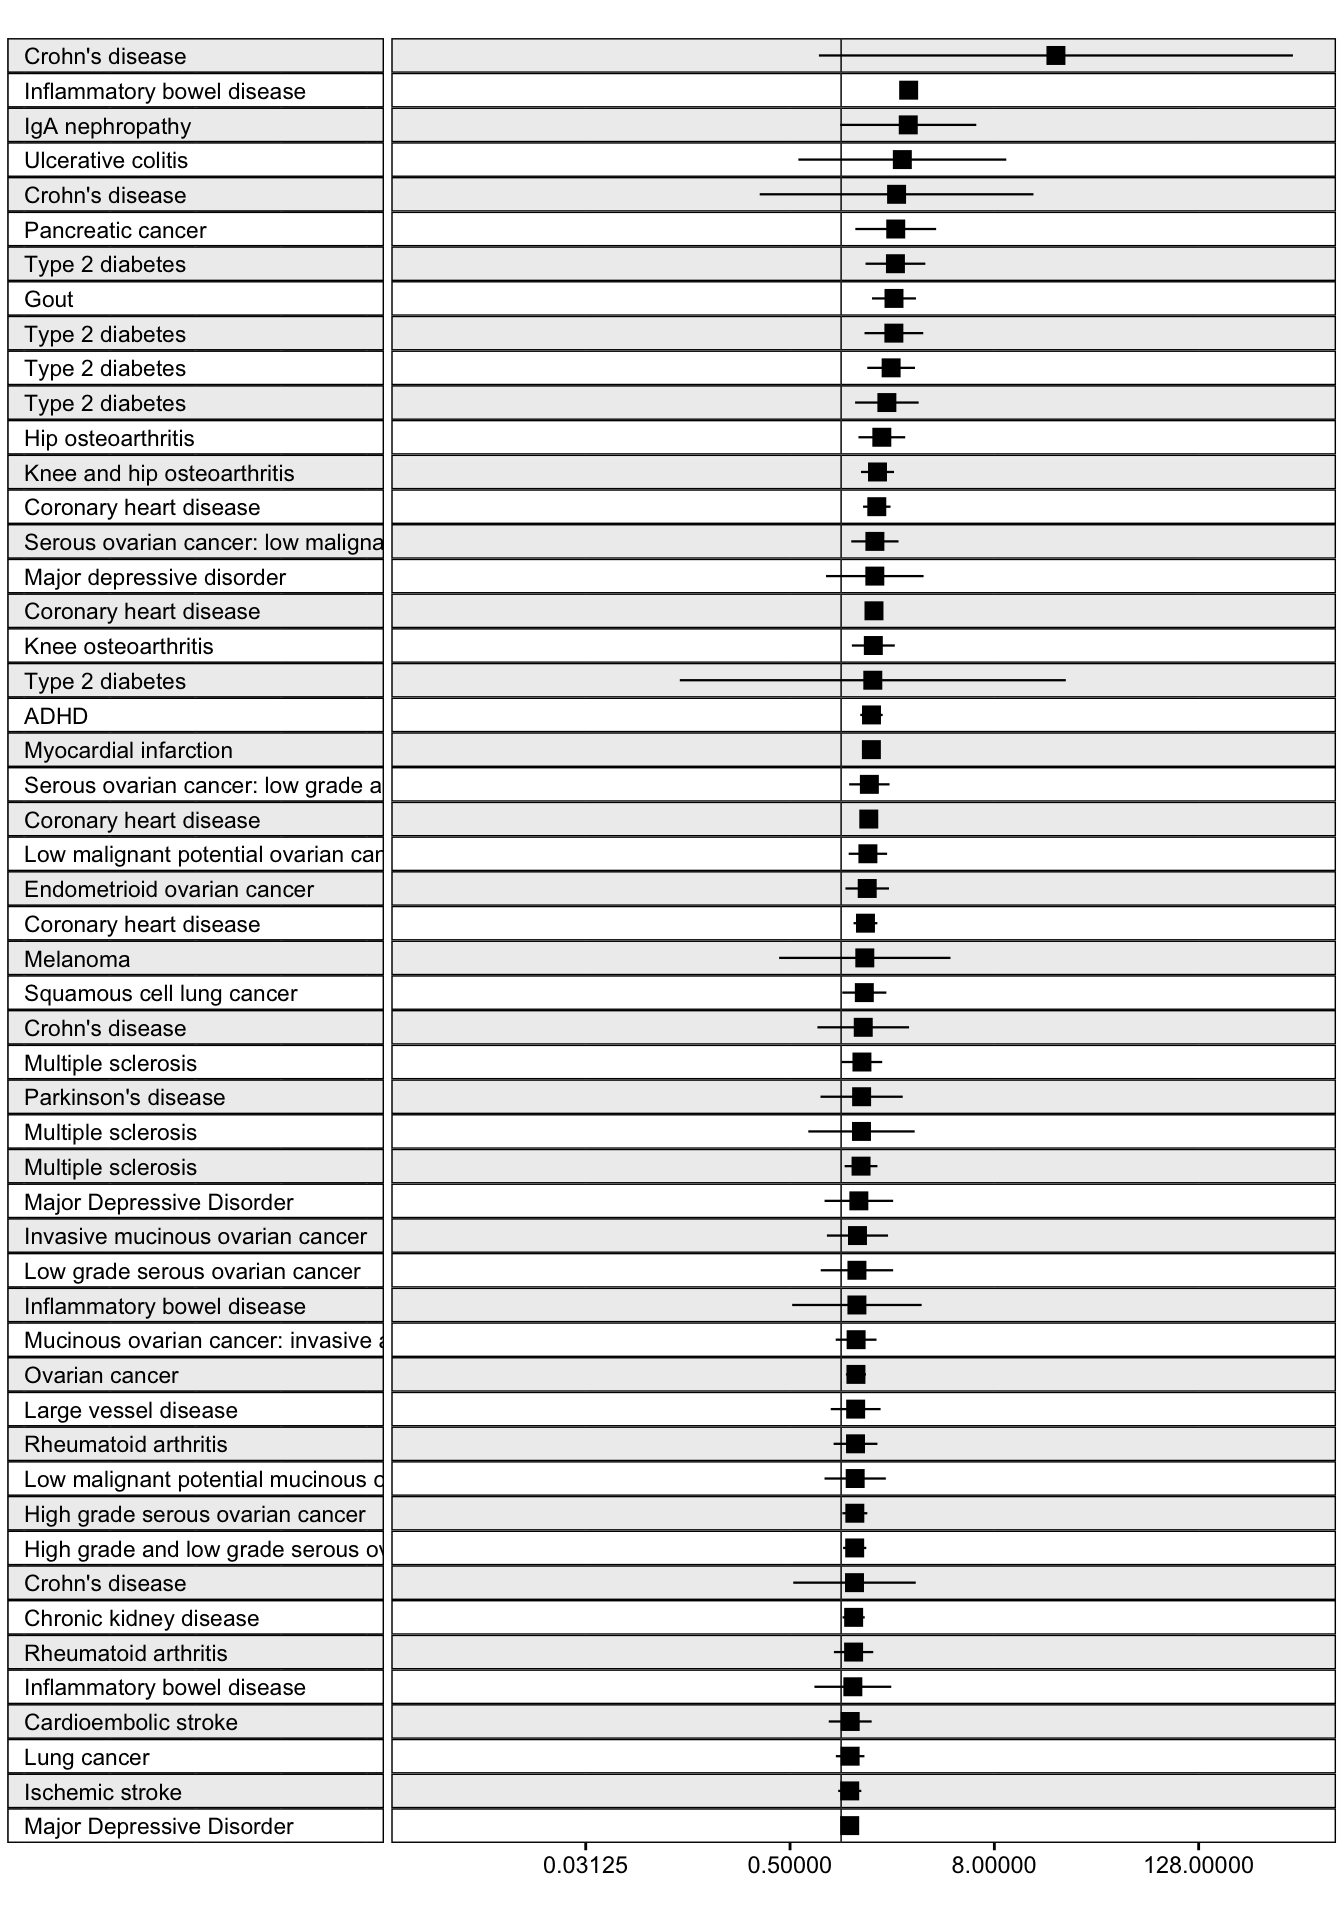 Crohn's disease
Inflammatory bowel disease
IgA nephropathy
Ulcerative colitis
Crohn's disease
Pancreatic cancer
Type 2 diabetes
Gout
Type 2 diabetes
Type 2 diabetes
Type 2 diabetes
Hip osteoarthritis
Knee and hip osteoarthritis
Coronary heart disease
Serous ovarian cancer: low maligna
Major depressive disorder
Coronary heart disease
Knee osteoarthritis
Type 2 diabetes
ADHD
Myocardial infarction
Serous ovarian cancer: low grade a
Coronary heart disease
Low malignant potential ovarian can
Endometrioid ovarian cancer
Coronary heart disease
Melanoma
Squamous cell lung cancer
Crohn's disease
Multiple sclerosis
Parkinson's disease
Multiple sclerosis
Multiple sclerosis
Major Depressive Disorder
Invasive mucinous ovarian cancer
Low grade serous ovarian cancer
Inflammatory bowel disease
Mucinous ovarian cancer: invasive a
Ovarian cancer
Large vessel disease
Rheumatoid arthritis
Low malignant potential mucinous o
High grade serous ovarian cancer
High grade and low grade serous ov
Crohn's disease
Chronic kidney disease
Rheumatoid arthritis
Inflammatory bowel disease
Cardioembolic stroke
Lung cancer
Ischemic stroke
Major Depressive Disorder
0.03125 0.50000 8.00000 128.00000